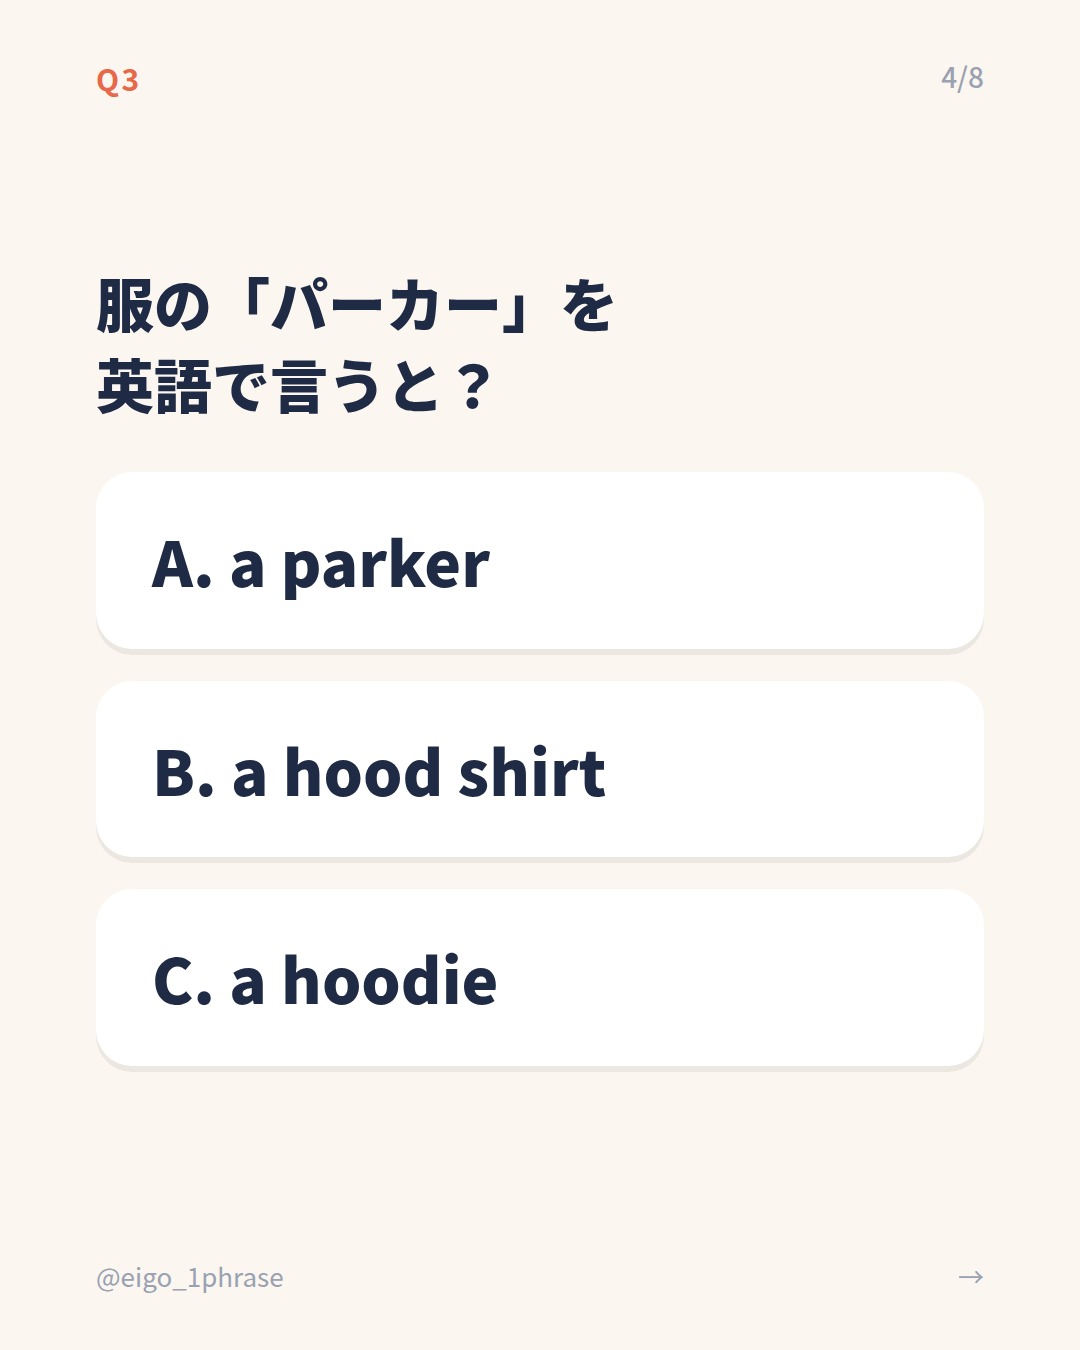 Q3
4/8
服の「パーカー」を
英語で言うと？
A. a parker
B. a hood shirt
C. a hoodie
@eigo_1phrase
→